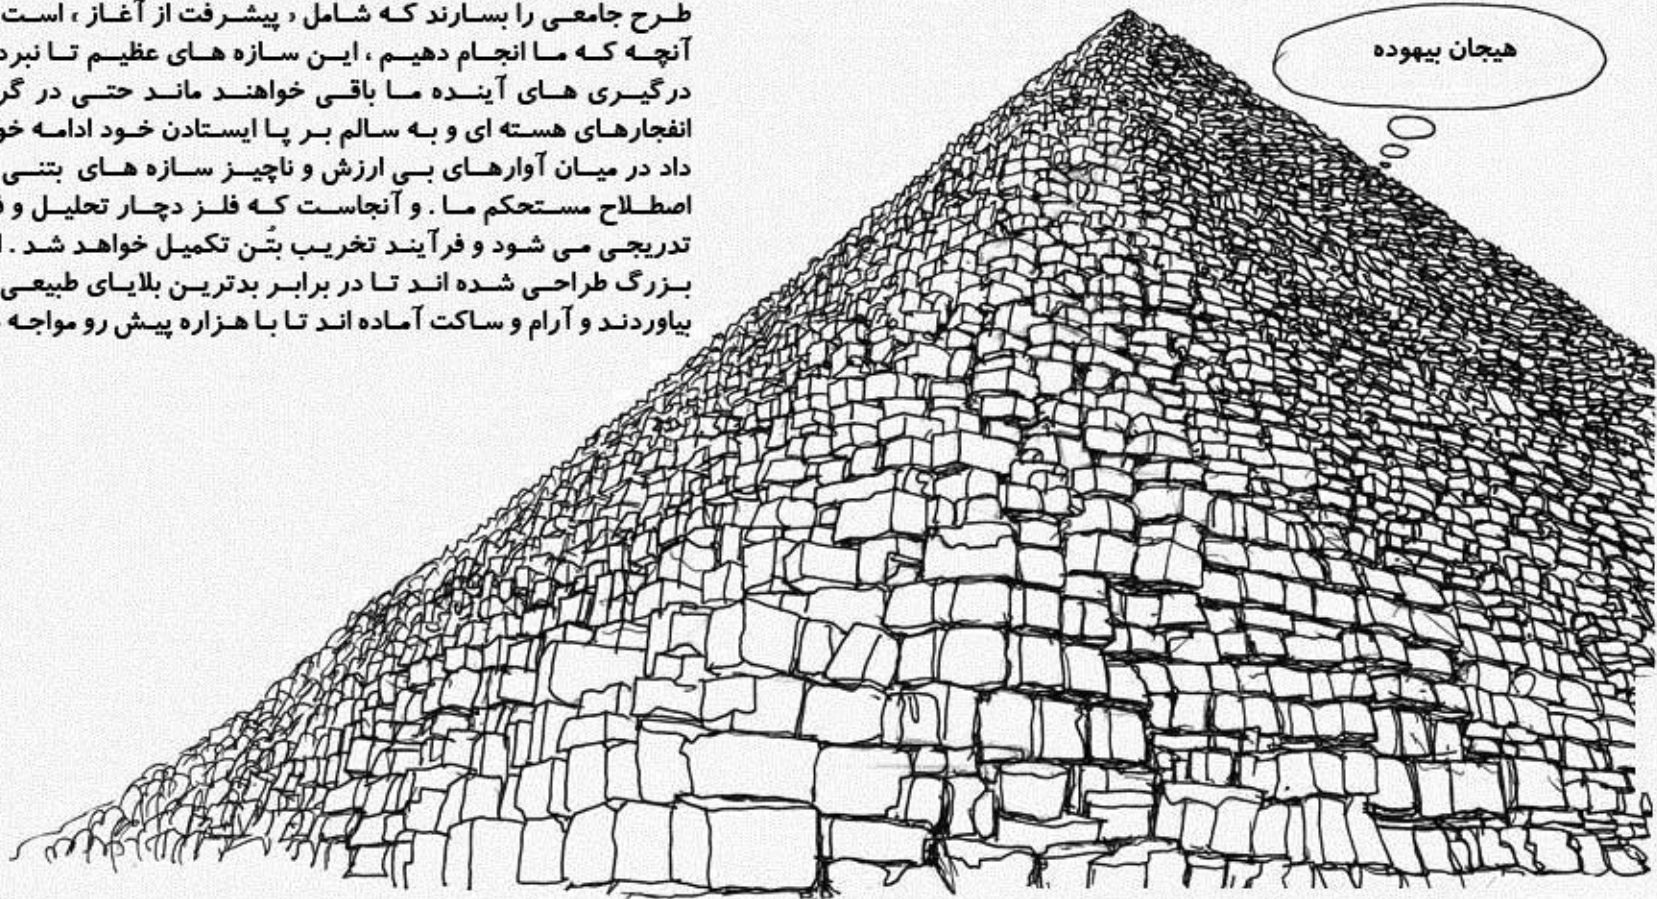 طرح جامعی را بسازند که شامل « پیشرفت از آغاز » است
آنچه که ما انجام دهیم ، این سازه های عظیم تا نبرد
درگیری های آینده ما باقی خواهند ماند حتی در
انفجارهای هسته ای و به سالم بر پا ایستادن خود ادامه
داد در میان آوارهای بی ارزش و ناچیز سازه های بتنی
اصطلاح مستحکم ما . و آنجاست که فلز دچار تحلیل و
تدریجی می شود و فرآیند تخریب بتُن تکمیل خواهد شد .
بزرگ طراحی شده اند تا در برابر بدترین بلایای طبیعی
بیاوردند و آرام و ساکت آماده اند تا با هزاره پیش رو مواجه
هیجان بیهوده